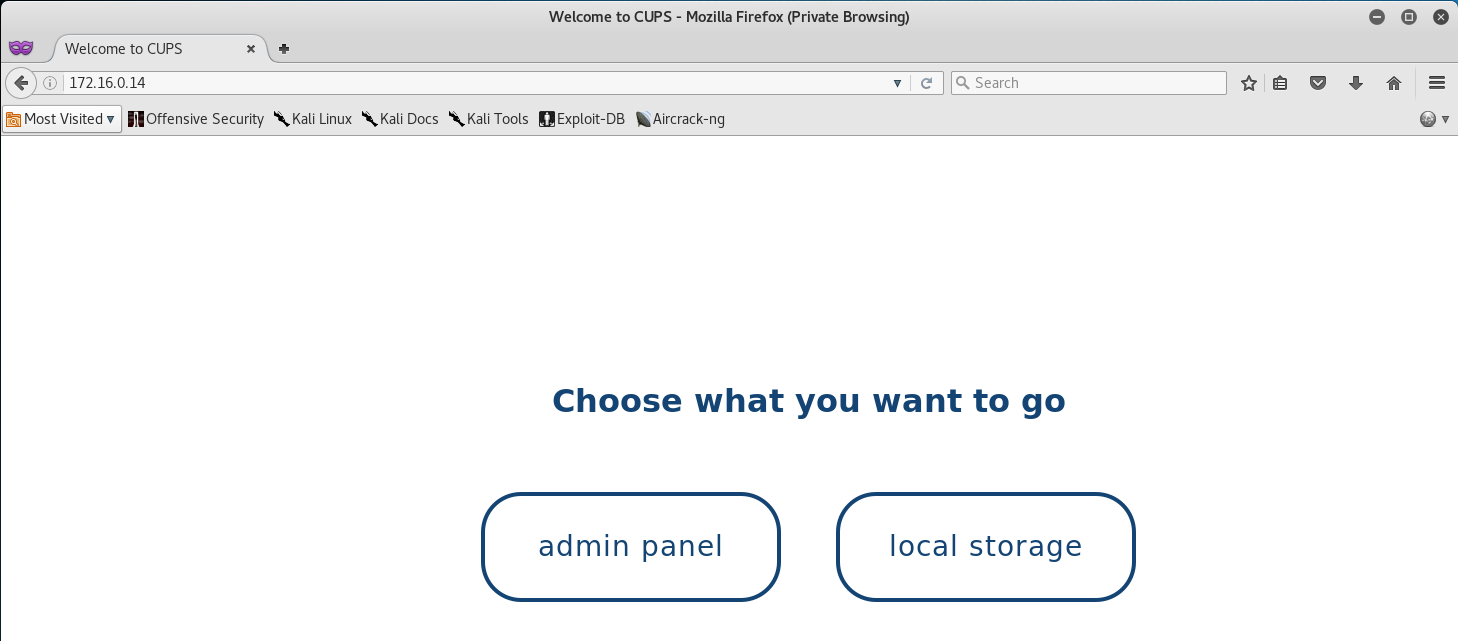 Welcome to CUPS - Mozilla Firefox (Private Browsing)
Welcome to CUPS
172.16.0.14 Search
Most Visited Offensive Security Kali Linux Kali Docs Kali Tools Exploit-DB Aircrack-ng
Choose what you want to go
admin panel local storage